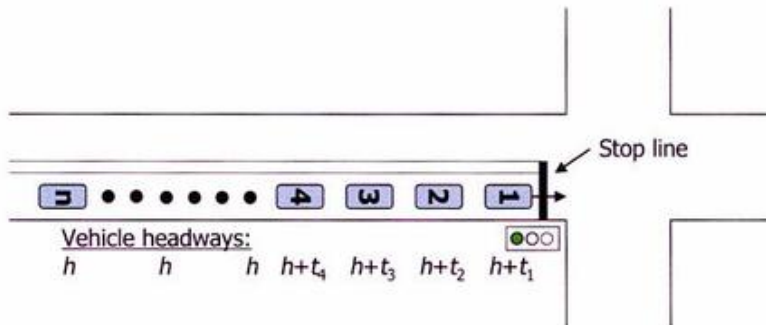 Stop line
n 4 3 2 1
Vehicle headways:
h h h h+t₄ h+t₃ h+t₂ h+t₁